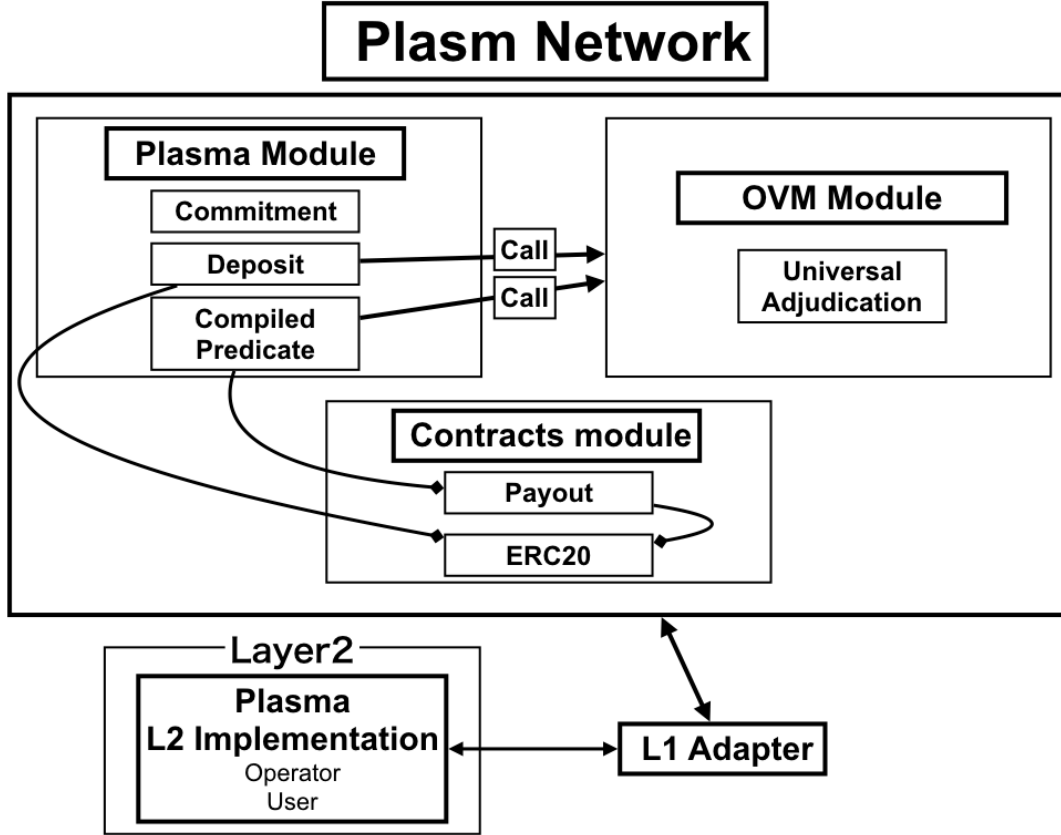 Plasm Network
Plasma Module
Commitment
Deposit
Compiled
Predicate
Call
Call
OVM Module
Universal
Adjudication
Contracts module
Payout
ERC20
Layer2
Plasma
L2 Implementation
Operator
User
L1 Adapter